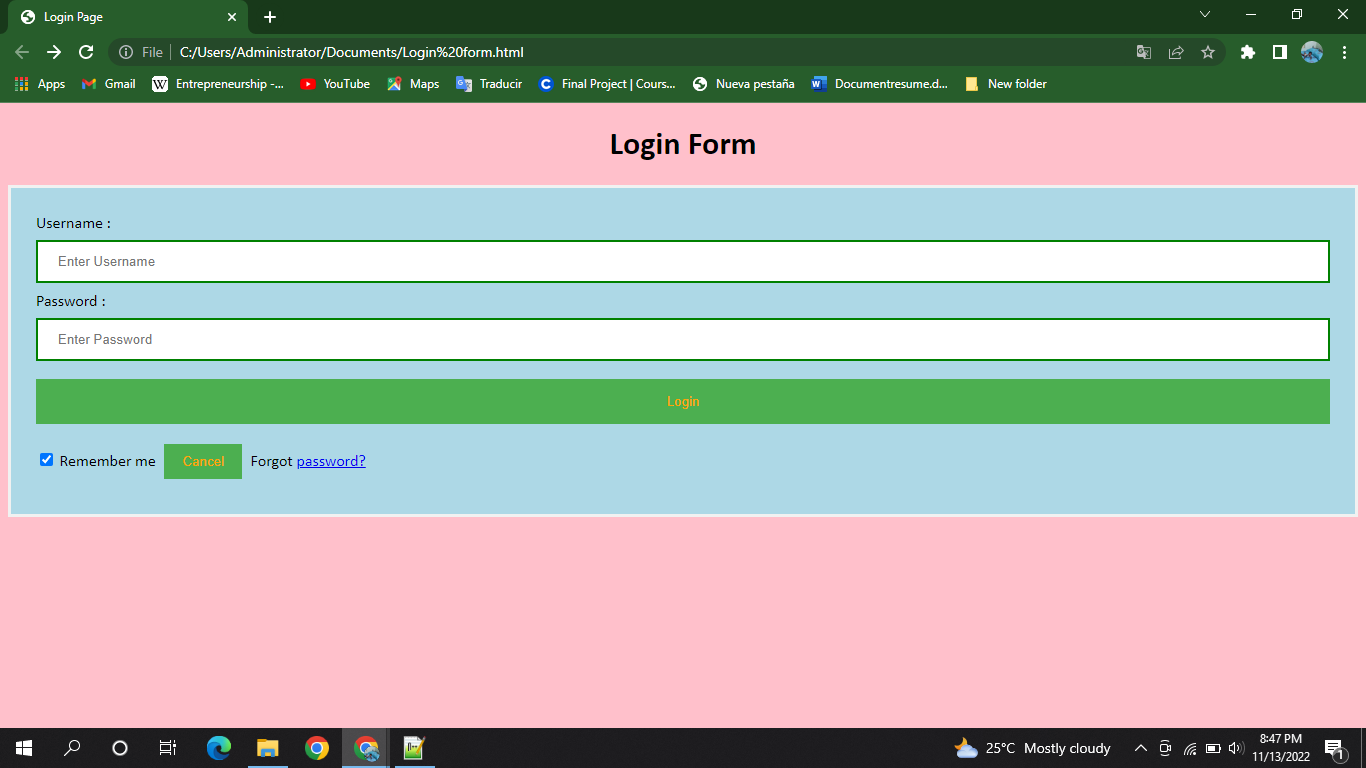 Login Page
File C:/Users/Administrator/Documents/Login%20form.html
Apps Gmail Entrepreneurship -... YouTube Maps Traducir Final Project | Cours... Nueva pestaña Documentresume.d... New folder
Login Form
Username :
Enter Username
Password :
Enter Password
Login
Remember me Cancel Forgot password?
25°C Mostly cloudy
8:47 PM
11/13/2022
1